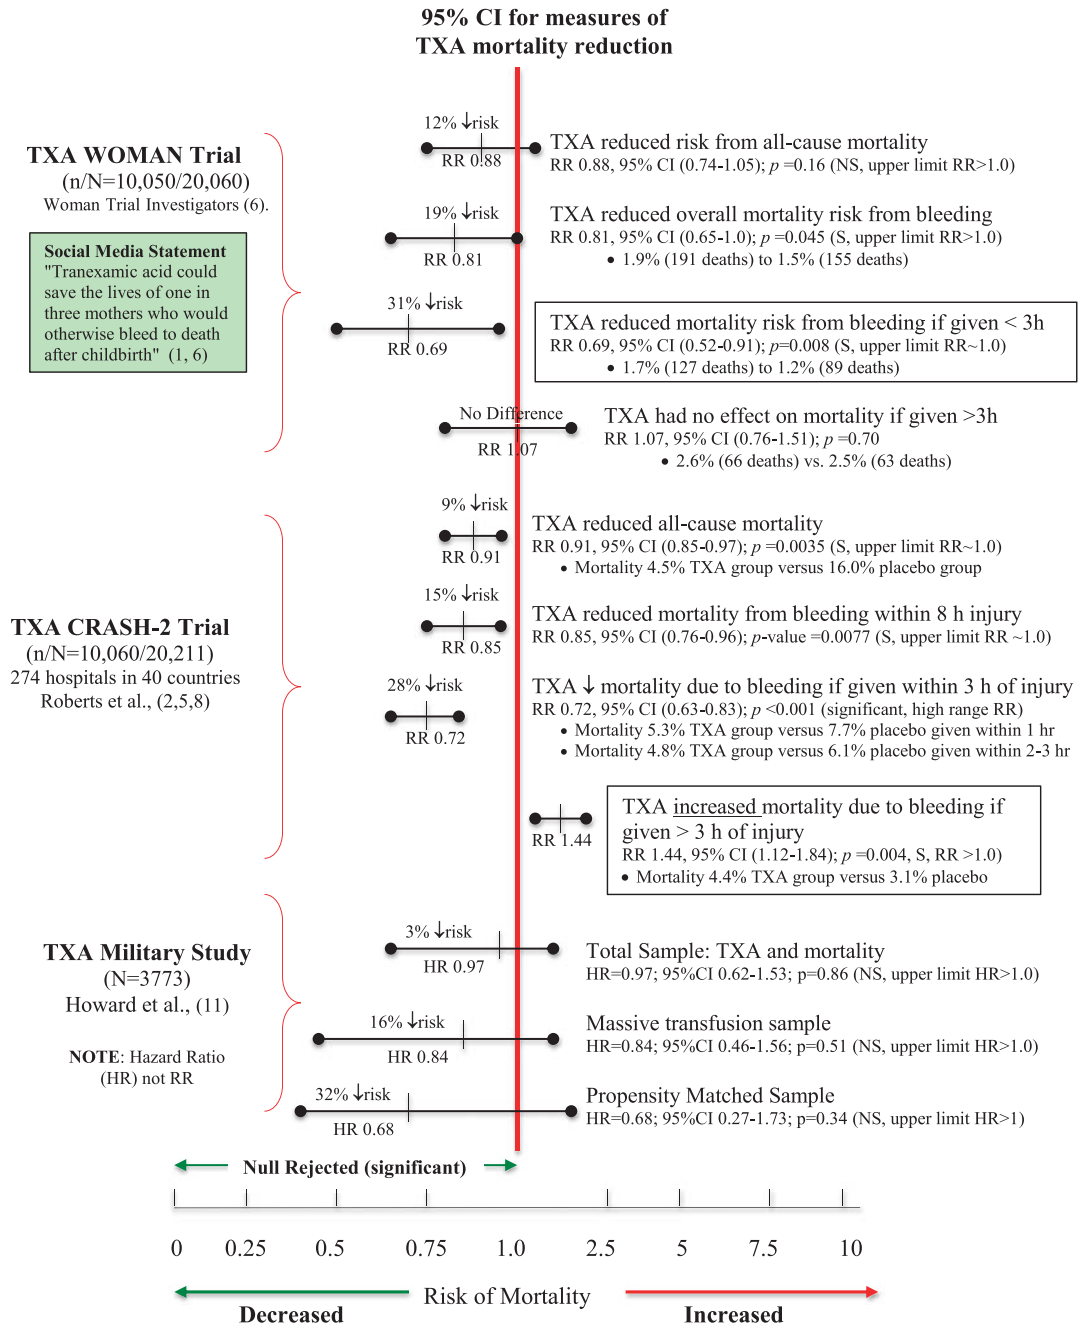 95% CI for measures of
TXA mortality reduction
TXA WOMAN Trial
(n/N=10,050/20,060)
Woman Trial Investigators (6).
Social Media Statement
"Tranexamic acid could
save the lives of one in
three mothers who would
otherwise bleed to death
after childbirth" (1, 6)
12% ↓risk
RR 0.88
TXA reduced risk from all-cause mortality
RR 0.88, 95% CI (0.74-1.05); p =0.16 (NS, upper limit RR>1.0)
19% ↓risk
RR 0.81
TXA reduced overall mortality risk from bleeding
RR 0.81, 95% CI (0.65-1.0); p =0.045 (S, upper limit RR>1.0)
• 1.9% (191 deaths) to 1.5% (155 deaths)
31% ↓risk
RR 0.69
TXA reduced mortality risk from bleeding if given < 3h
RR 0.69, 95% CI (0.52-0.91); p=0.008 (S, upper limit RR~1.0)
• 1.7% (127 deaths) to 1.2% (89 deaths)
No Difference
RR 1.07
TXA had no effect on mortality if given >3h
RR 1.07, 95% CI (0.76-1.51); p =0.70
• 2.6% (66 deaths) vs. 2.5% (63 deaths)
TXA CRASH-2 Trial
(n/N=10,060/20,211)
274 hospitals in 40 countries
Roberts et al., (2,5,8)
9% ↓risk
RR 0.91
TXA reduced all-cause mortality
RR 0.91, 95% CI (0.85-0.97); p =0.0035 (S, upper limit RR~1.0)
• Mortality 4.5% TXA group versus 16.0% placebo group
15% ↓risk
RR 0.85
TXA reduced mortality from bleeding within 8 h injury
RR 0.85, 95% CI (0.76-0.96); p-value =0.0077 (S, upper limit RR ~1.0)
28% ↓risk
RR 0.72
TXA ↓ mortality due to bleeding if given within 3 h of injury
RR 0.72, 95% CI (0.63-0.83); p <0.001 (significant, high range RR)
• Mortality 5.3% TXA group versus 7.7% placebo given within 1 hr
• Mortality 4.8% TXA group versus 6.1% placebo given within 2-3 hr
RR 1.44
TXA increased mortality due to bleeding if
given > 3 h of injury
RR 1.44, 95% CI (1.12-1.84); p =0.004, S, RR >1.0)
• Mortality 4.4% TXA group versus 3.1% placebo
TXA Military Study
(N=3773)
Howard et al., (11)
NOTE: Hazard Ratio
(HR) not RR
3% ↓risk
HR 0.97
Total Sample: TXA and mortality
HR=0.97; 95%CI 0.62-1.53; p=0.86 (NS, upper limit HR>1.0)
16% ↓risk
HR 0.84
Massive transfusion sample
HR=0.84; 95%CI 0.46-1.56; p=0.51 (NS, upper limit HR>1.0)
32% ↓risk
HR 0.68
Propensity Matched Sample
HR=0.68; 95%CI 0.27-1.73; p=0.34 (NS, upper limit HR>1)
Null Rejected (significant)
0 0.25 0.5 0.75 1.0 2.5 5 7.5 10
Risk of Mortality
Decreased Increased